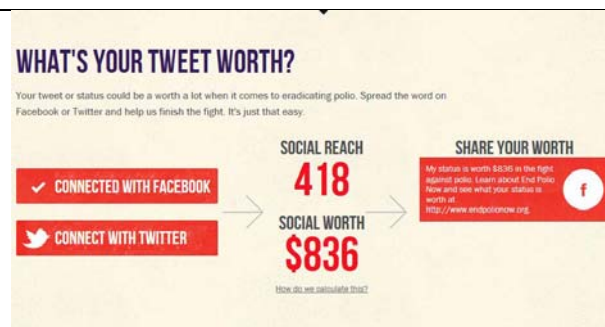 WHAT'S YOUR TWEET WORTH?
Your tweet or status could be a worth a lot when it comes to eradicating polio. Spread the word on
Facebook or Twitter and help us finish the fight. It's just that easy.
CONNECTED WITH FACEBOOK
CONNECT WITH TWITTER
SOCIAL REACH
418
SOCIAL WORTH
$836
How do we calculate this?
SHARE YOUR WORTH
My status is worth $836 in the fight
against polio. Learn about End Polio
Now and see what your status is
worth at
http://www.endpolionow.org.
f